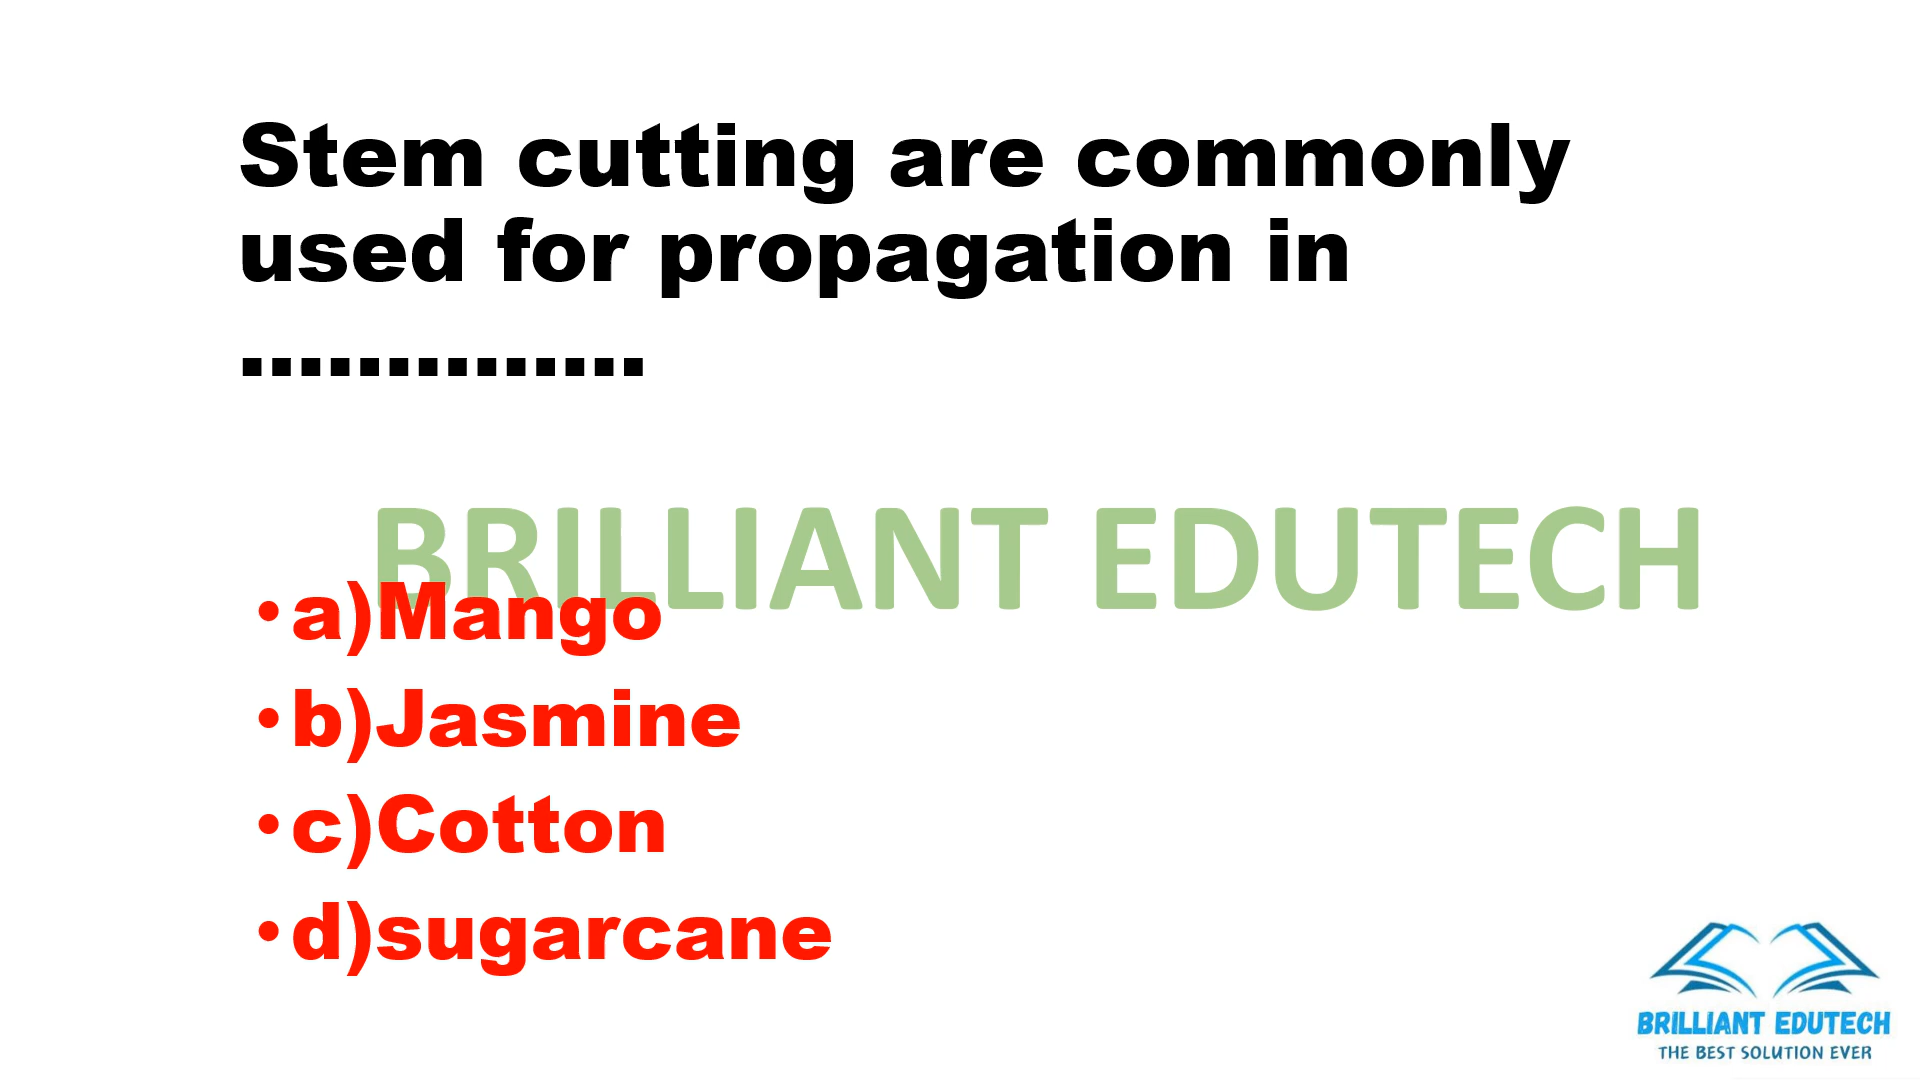 Stem cutting are commonly
used for propagation in
..............
BRILLIANT EDUTECH
•a)Mango
•b)Jasmine
•c)Cotton
•d)sugarcane
BRILLIANT EDUTECH
THE BEST SOLUTION EVER